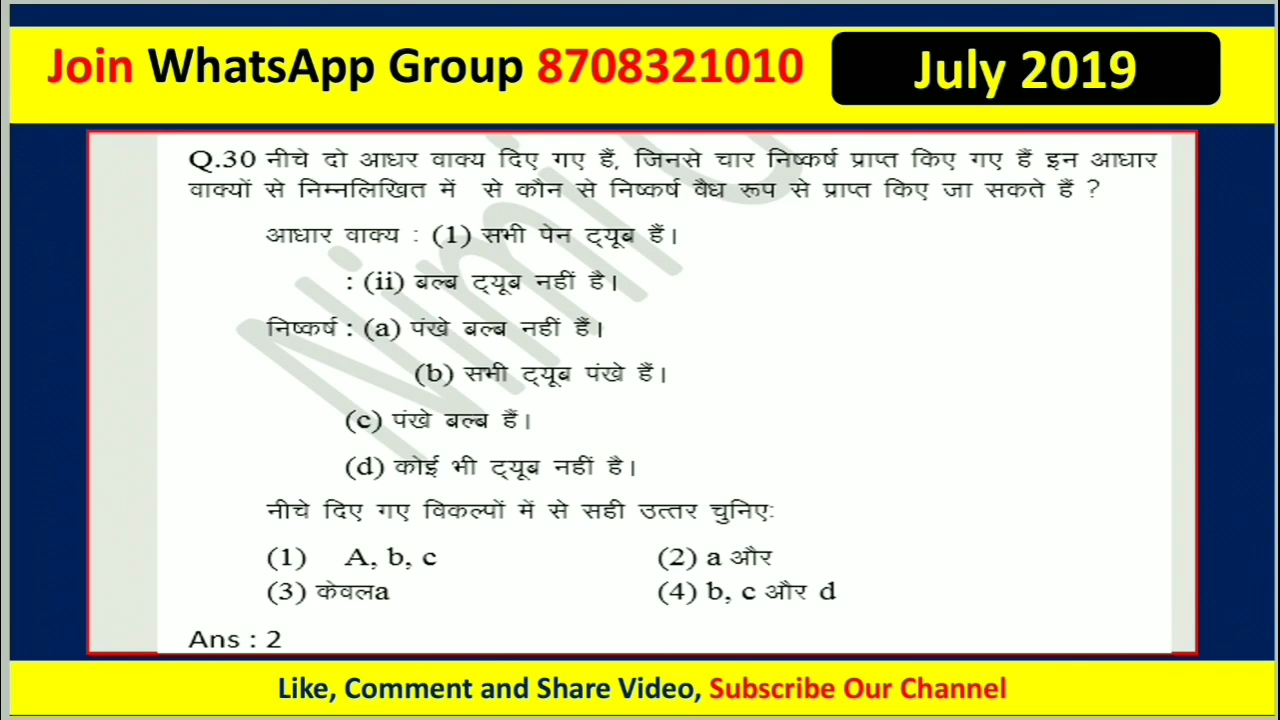 Join WhatsApp Group 8708321010
July 2019
Q.30 नीचे दो आधर वाक्य दिए गए हैं, जिनसे चार निष्कर्ष प्राप्त किए गए हैं इन आधार
वाक्यों से निम्नलिखित में से कौन से निष्कर्ष वैध रूप से प्राप्त किए जा सकते हैं ?
आधार वाक्य : (1) सभी पेन ट्यूब हैं।
: (ii) बल्ब ट्यूब नहीं है।
निष्कर्ष : (a) पंखे बल्ब नहीं हैं।
(b) सभी ट्यूब पंखे हैं।
(c) पंखे बल्ब हैं।
(d) कोई भी ट्यूब नहीं है।
नीचे दिए गए विकल्पों में से सही उत्तर चुनिए:
(1) A, b, c (2) a और
(3) केवलa (4) b, c और d
Ans : 2
Like, Comment and Share Video, Subscribe Our Channel